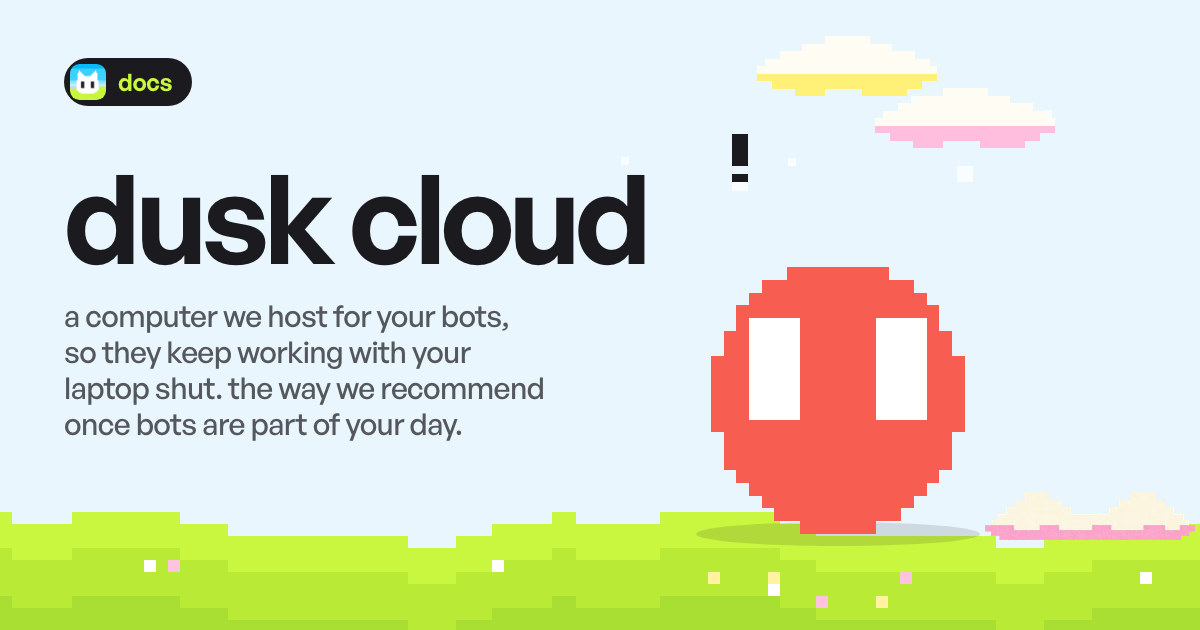 docs
!
dusk cloud
a computer we host for your bots,
so they keep working with your
laptop shut. the way we recommend
once bots are part of your day.